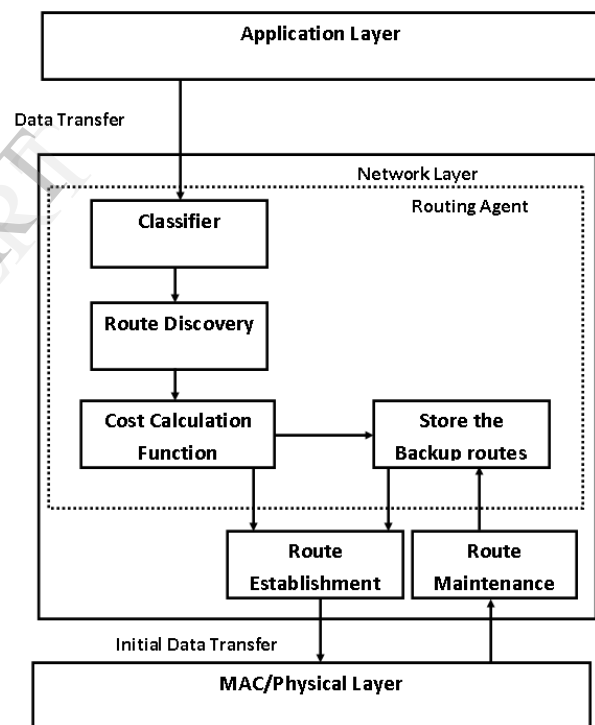 Application Layer
Data Transfer
Network Layer
Routing Agent
Classifier
Route Discovery
Cost Calculation
Function
Store the
Backup routes
Route
Establishment
Route
Maintenance
Initial Data Transfer
MAC/Physical Layer